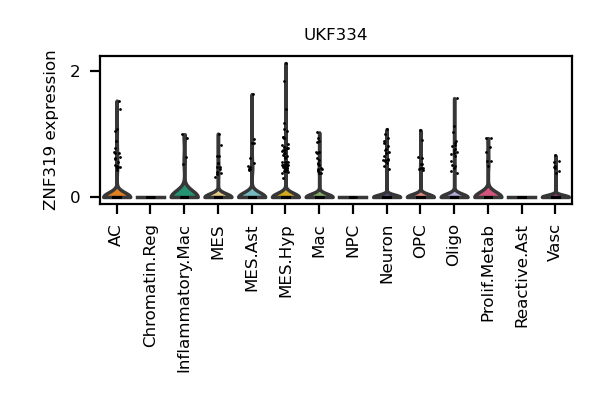 UKF334
ZNF319 expression
2
0
AC
Chromatin.Reg
Inflammatory.Mac
MES
MES.Ast
MES.Hyp
Mac
NPC
Neuron
OPC
Oligo
Prolif.Metab
Reactive.Ast
Vasc